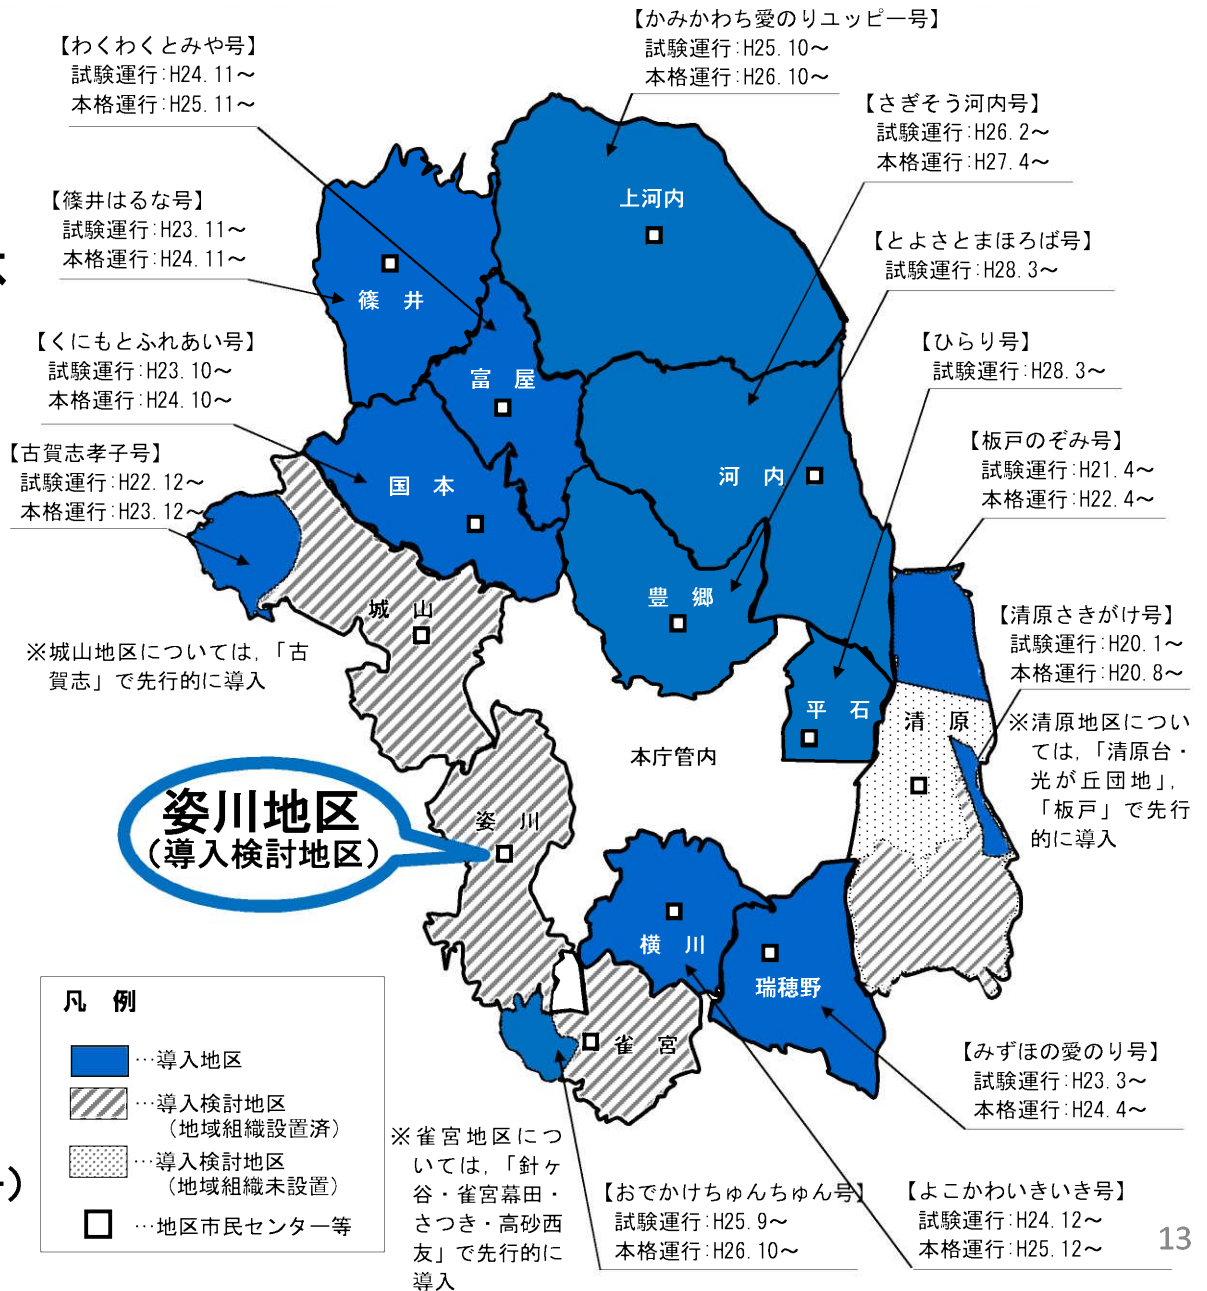 【かみかわち愛のりユッピー号】
試験運行:H25.10～
本格運行:H26.10～
【わくわくとみや号】
試験運行:H24.11～
本格運行:H25.11～
【さぎそう河内号】
試験運行:H26.2～
本格運行:H27.4～
【篠井はるな号】
試験運行:H23.11～
本格運行:H24.11～
【とよさとまほろば号】
試験運行:H28.3～
【くにもとふれあい号】
試験運行:H23.10～
本格運行:H24.10～
【ひらり号】
試験運行:H28.3～
【古賀志孝子号】
試験運行:H22.12～
本格運行:H23.12～
【板戸のぞみ号】
試験運行:H21.4～
本格運行:H22.4～
【清原さきがけ号】
試験運行:H20.1～
本格運行:H20.8～
※清原地区につい
ては,「清原台・
光が丘団地」,
「板戸」で先行
的に導入
※城山地区については,「古
賀志」で先行的に導入
上河内
篠 井
富 屋
国 本
河 内
豊 郷
城 山
平 石
清 原
本庁管内
姿 川
姿川地区
(導入検討地区)
横 川
瑞穂野
雀 宮
凡 例
…導入地区
…導入検討地区
(地域組織設置済)
…導入検討地区
(地域組織未設置)
…地区市民センター等
※雀宮地区につ
いては,「針ヶ
谷・雀宮幕田・
さつき・高砂西
友」で先行的に
導入
【みずほの愛のり号】
試験運行:H23.3～
本格運行:H24.4～
【おでかけちゅんちゅん号】
試験運行:H25.9～
本格運行:H26.10～
【よこかわいきいき号】
試験運行:H24.12～
本格運行:H25.12～
13